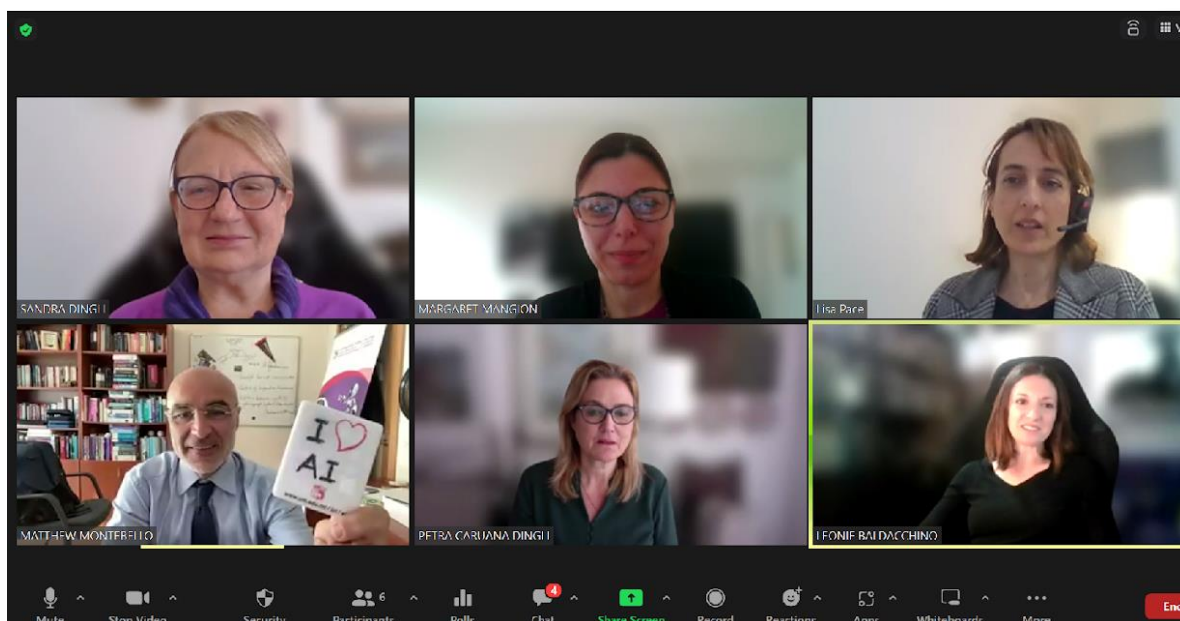 SANDRA DINGLI
MARGARET MANGION
Lisa Pace
I
AI
MATTHEW MONTEBELLO
PETRA CARUANA DINGLI
LEONIE BALDACCHINO
6
4
Mute
Stop Video
Security
Participants
Polls
Chat
Share Screen
Record
Reactions
Apps
Whiteboards
More